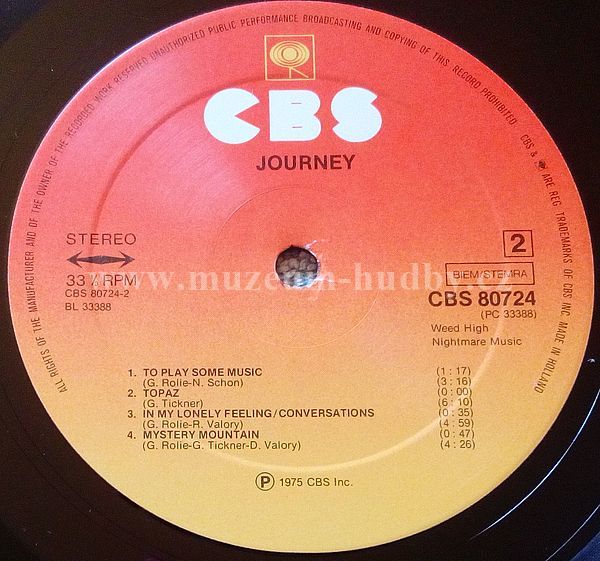 ALL RIGHTS OF THE MANUFACTURER AND OF THE OWNER OF THE RECORDED WORK RESERVED UNAUTHORIZED PUBLIC PERFORMANCE BROADCASTING AND COPYING OF THIS RECORD PROHIBITED CBS & ARE REG. TRADEMARKS OF CBS INC. MADE IN HOLLAND
CBS
JOURNEY
STEREO
33 ⅓ RPM
CBS 80724-2
BL 33388
2
BIEM/STEMRA
CBS 80724
(PC 33388)
Weed High
Nightmare Music
www.muzeum-hudby.cz
1. TO PLAY SOME MUSIC (1 : 17)
(G. Rolie-N. Schon) (3 : 16)
2. TOPAZ (0 : 00)
(G. Tickner) (6 : 10)
3. IN MY LONELY FEELING/CONVERSATIONS (0 : 35)
(G. Rolie-R. Valory) (4 : 59)
4. MYSTERY MOUNTAIN (0 : 47)
(G. Rolie-G. Tickner-D. Valory) (4 : 26)
Ⓟ 1975 CBS Inc.